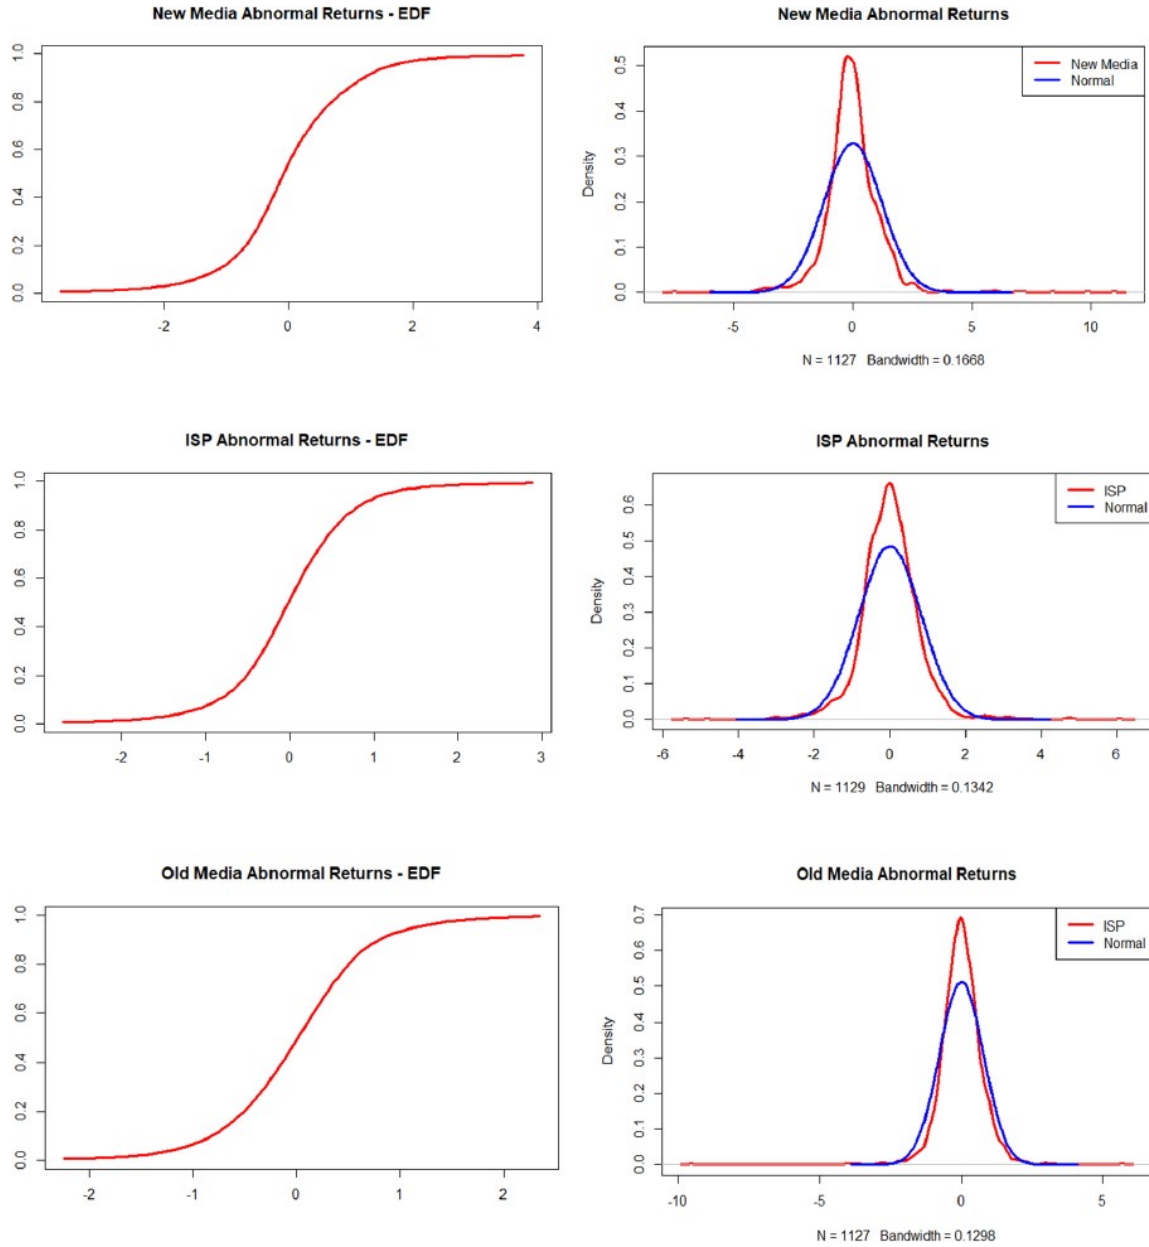 New Media Abnormal Returns - EDF
0.0 0.2 0.4 0.6 0.8 1.0
-2 0 2 4
New Media Abnormal Returns
Density
0.0 0.1 0.2 0.3 0.4 0.5
New Media
Normal
-5 0 5 10
N = 1127 Bandwidth = 0.1668
ISP Abnormal Returns - EDF
0.0 0.2 0.4 0.6 0.8 1.0
-2 -1 0 1 2 3
ISP Abnormal Returns
Density
0.0 0.1 0.2 0.3 0.4 0.5 0.6
ISP
Normal
-6 -4 -2 0 2 4 6
N = 1129 Bandwidth = 0.1342
Old Media Abnormal Returns - EDF
0.0 0.2 0.4 0.6 0.8 1.0
-2 -1 0 1 2
Old Media Abnormal Returns
Density
0.0 0.1 0.2 0.3 0.4 0.5 0.6 0.7
ISP
Normal
-10 -5 0 5
N = 1127 Bandwidth = 0.1298